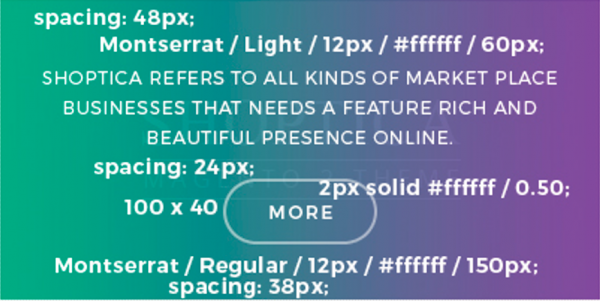 spacing: 48px;
Montserrat / Light / 12px / #ffffff / 60px;
SHOPTICA REFERS TO ALL KINDS OF MARKET PLACE
BUSINESSES THAT NEEDS A FEATURE RICH AND
BEAUTIFUL PRESENCE ONLINE.
spacing: 24px;
2px solid #ffffff / 0.50;
100 x 40
MORE
Montserrat / Regular / 12px / #ffffff / 150px;
spacing: 38px;